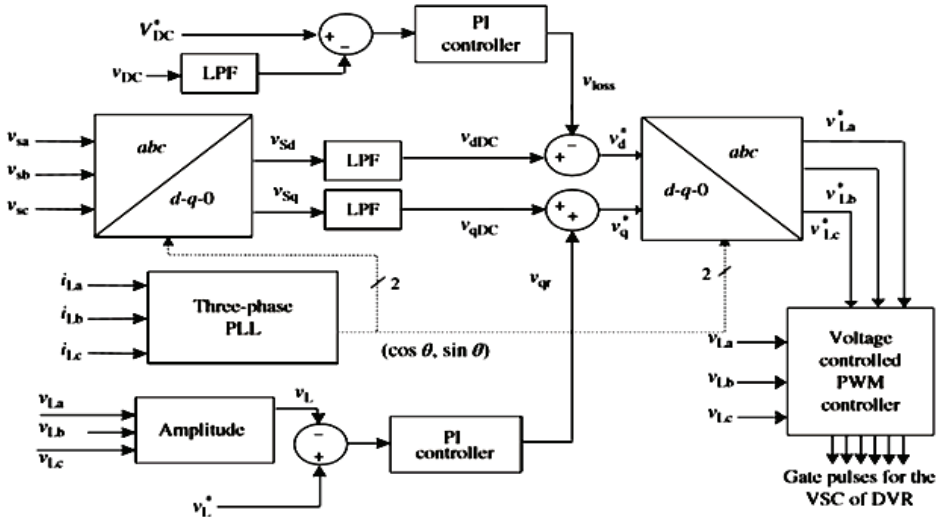 V*DC
+
−
PI
controller
vDC
LPF
vloss
vsa
vsb
vsc
abc
d-q-0
vSd
vSq
LPF
LPF
vdDC
vqDC
−
+
+
+
v*d
v*q
abc
d-q-0
v*La
v*Lb
v*Lc
2
2
vqr
iLa
iLb
iLc
Three-phase
PLL
(cos θ, sin θ)
vLa
vLb
vLc
Voltage
controlled
PWM
controller
vLa
vLb
vLc
Amplitude
vL
−
+
v*L
PI
controller
Gate pulses for the
VSC of DVR